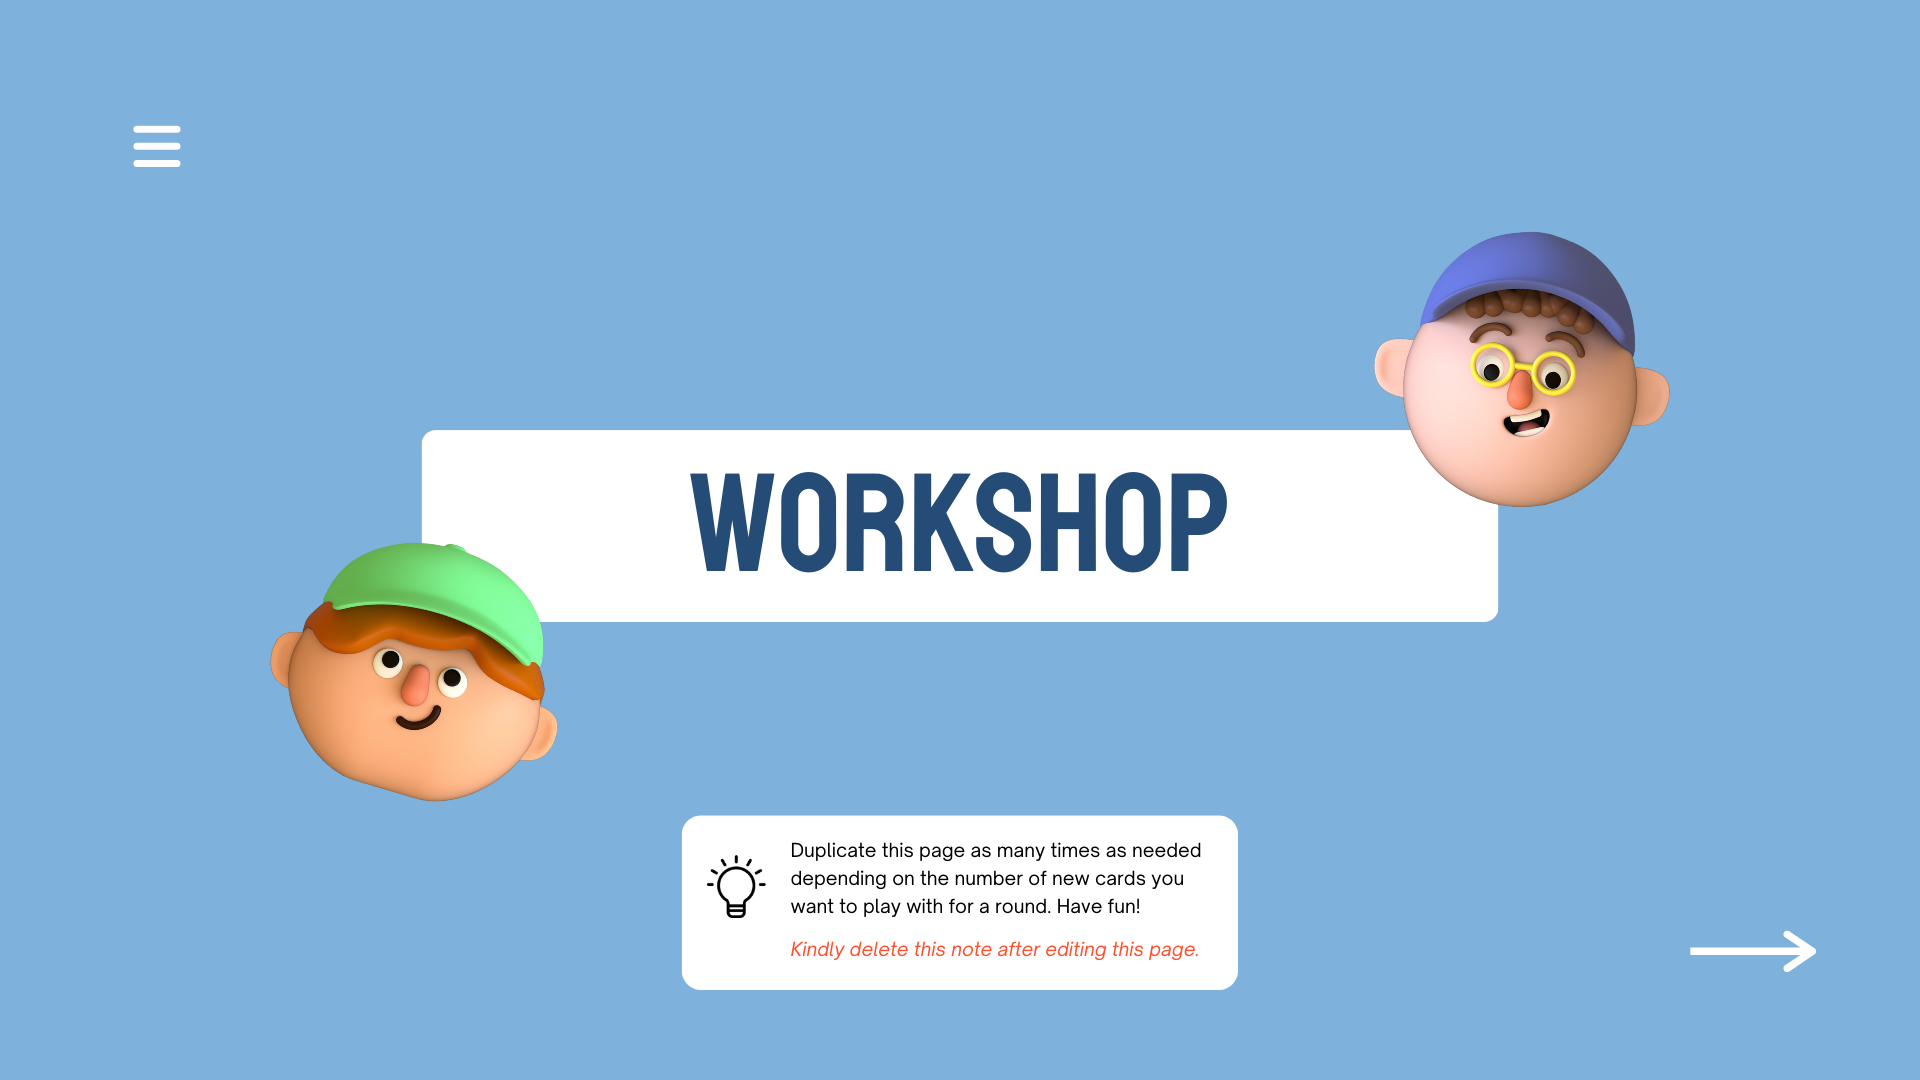 WORKSHOP
Duplicate this page as many times as needed
depending on the number of new cards you
want to play with for a round. Have fun!
Kindly delete this note after editing this page.